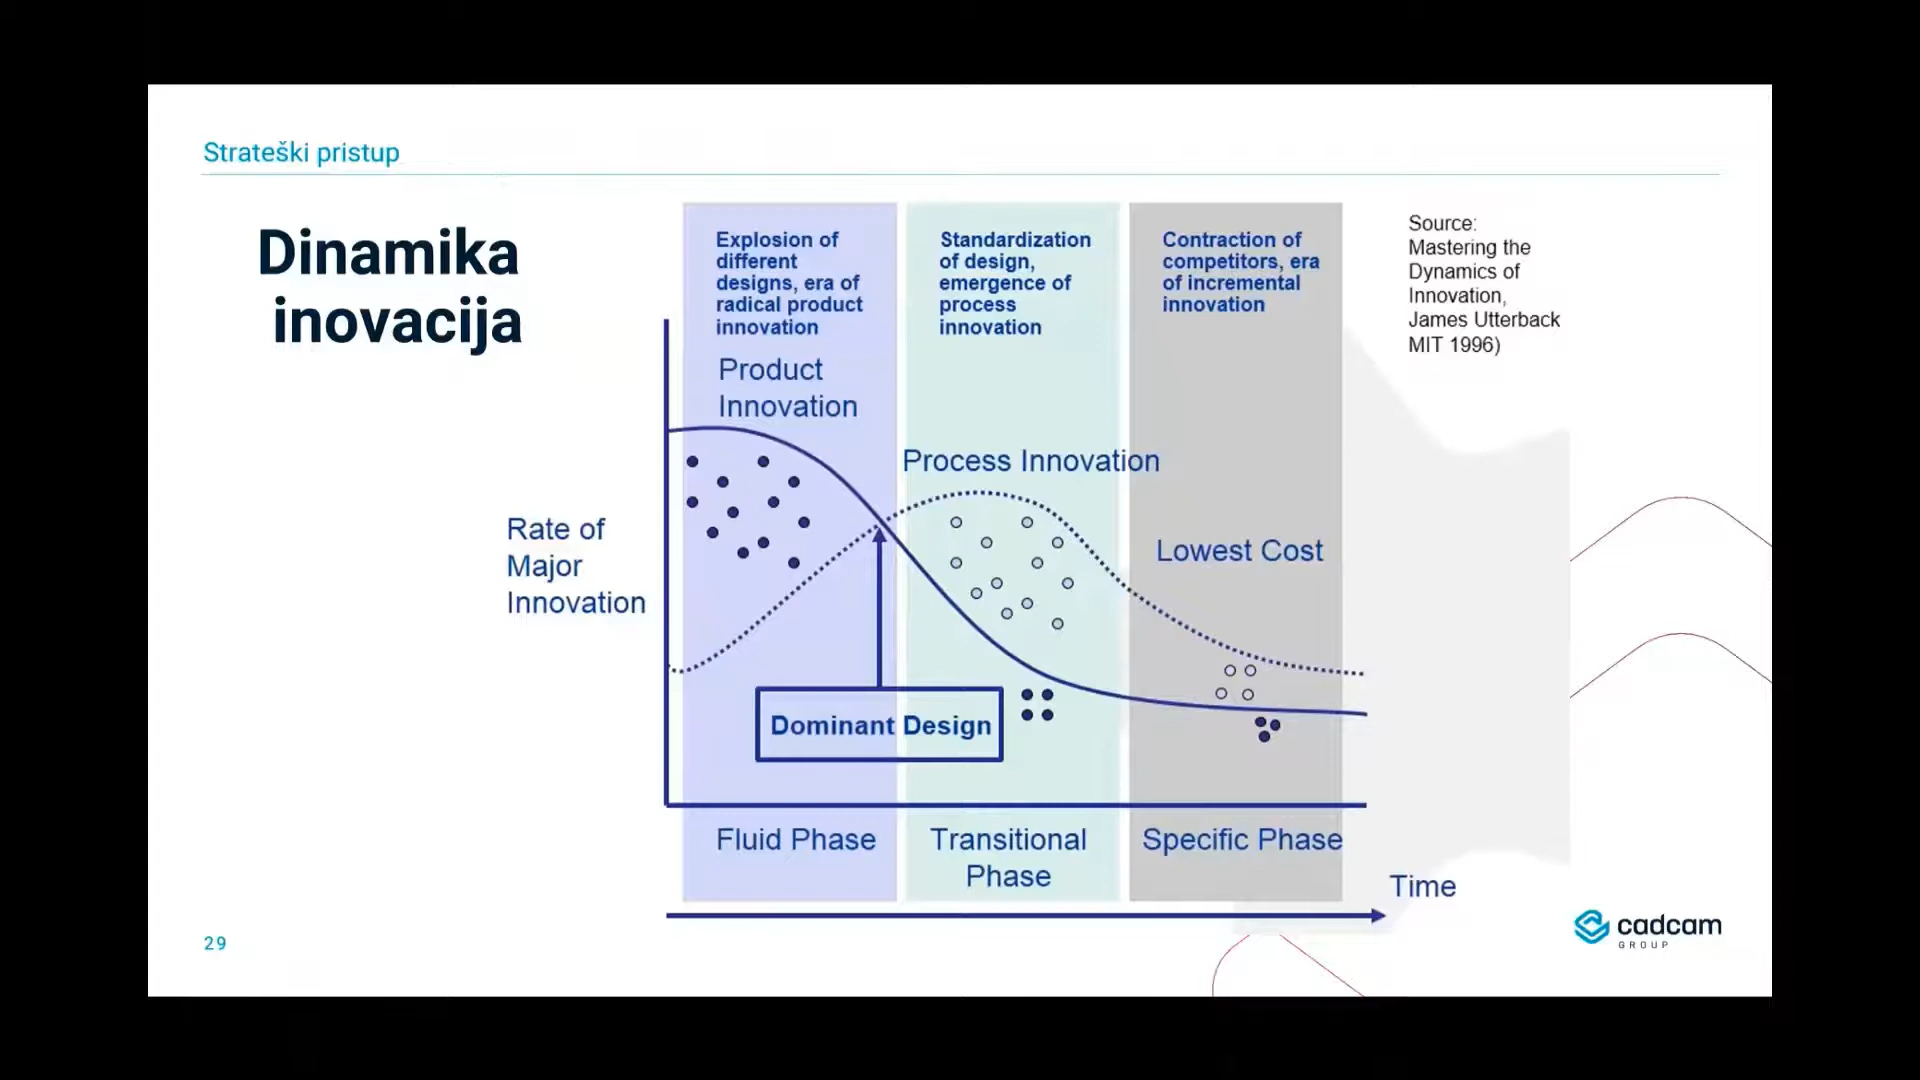 Strateški pristup
Dinamika
inovacija
Explosion of
different
designs, era of
radical product
innovation
Standardization
of design,
emergence of
process
innovation
Contraction of
competitors, era
of incremental
innovation
Source:
Mastering the
Dynamics of
Innovation,
James Utterback
MIT 1996)
Product
Innovation
Process Innovation
Rate of
Major
Innovation
Lowest Cost
Dominant Design
Fluid Phase
Transitional
Phase
Specific Phase
Time
29
cadcam
GROUP